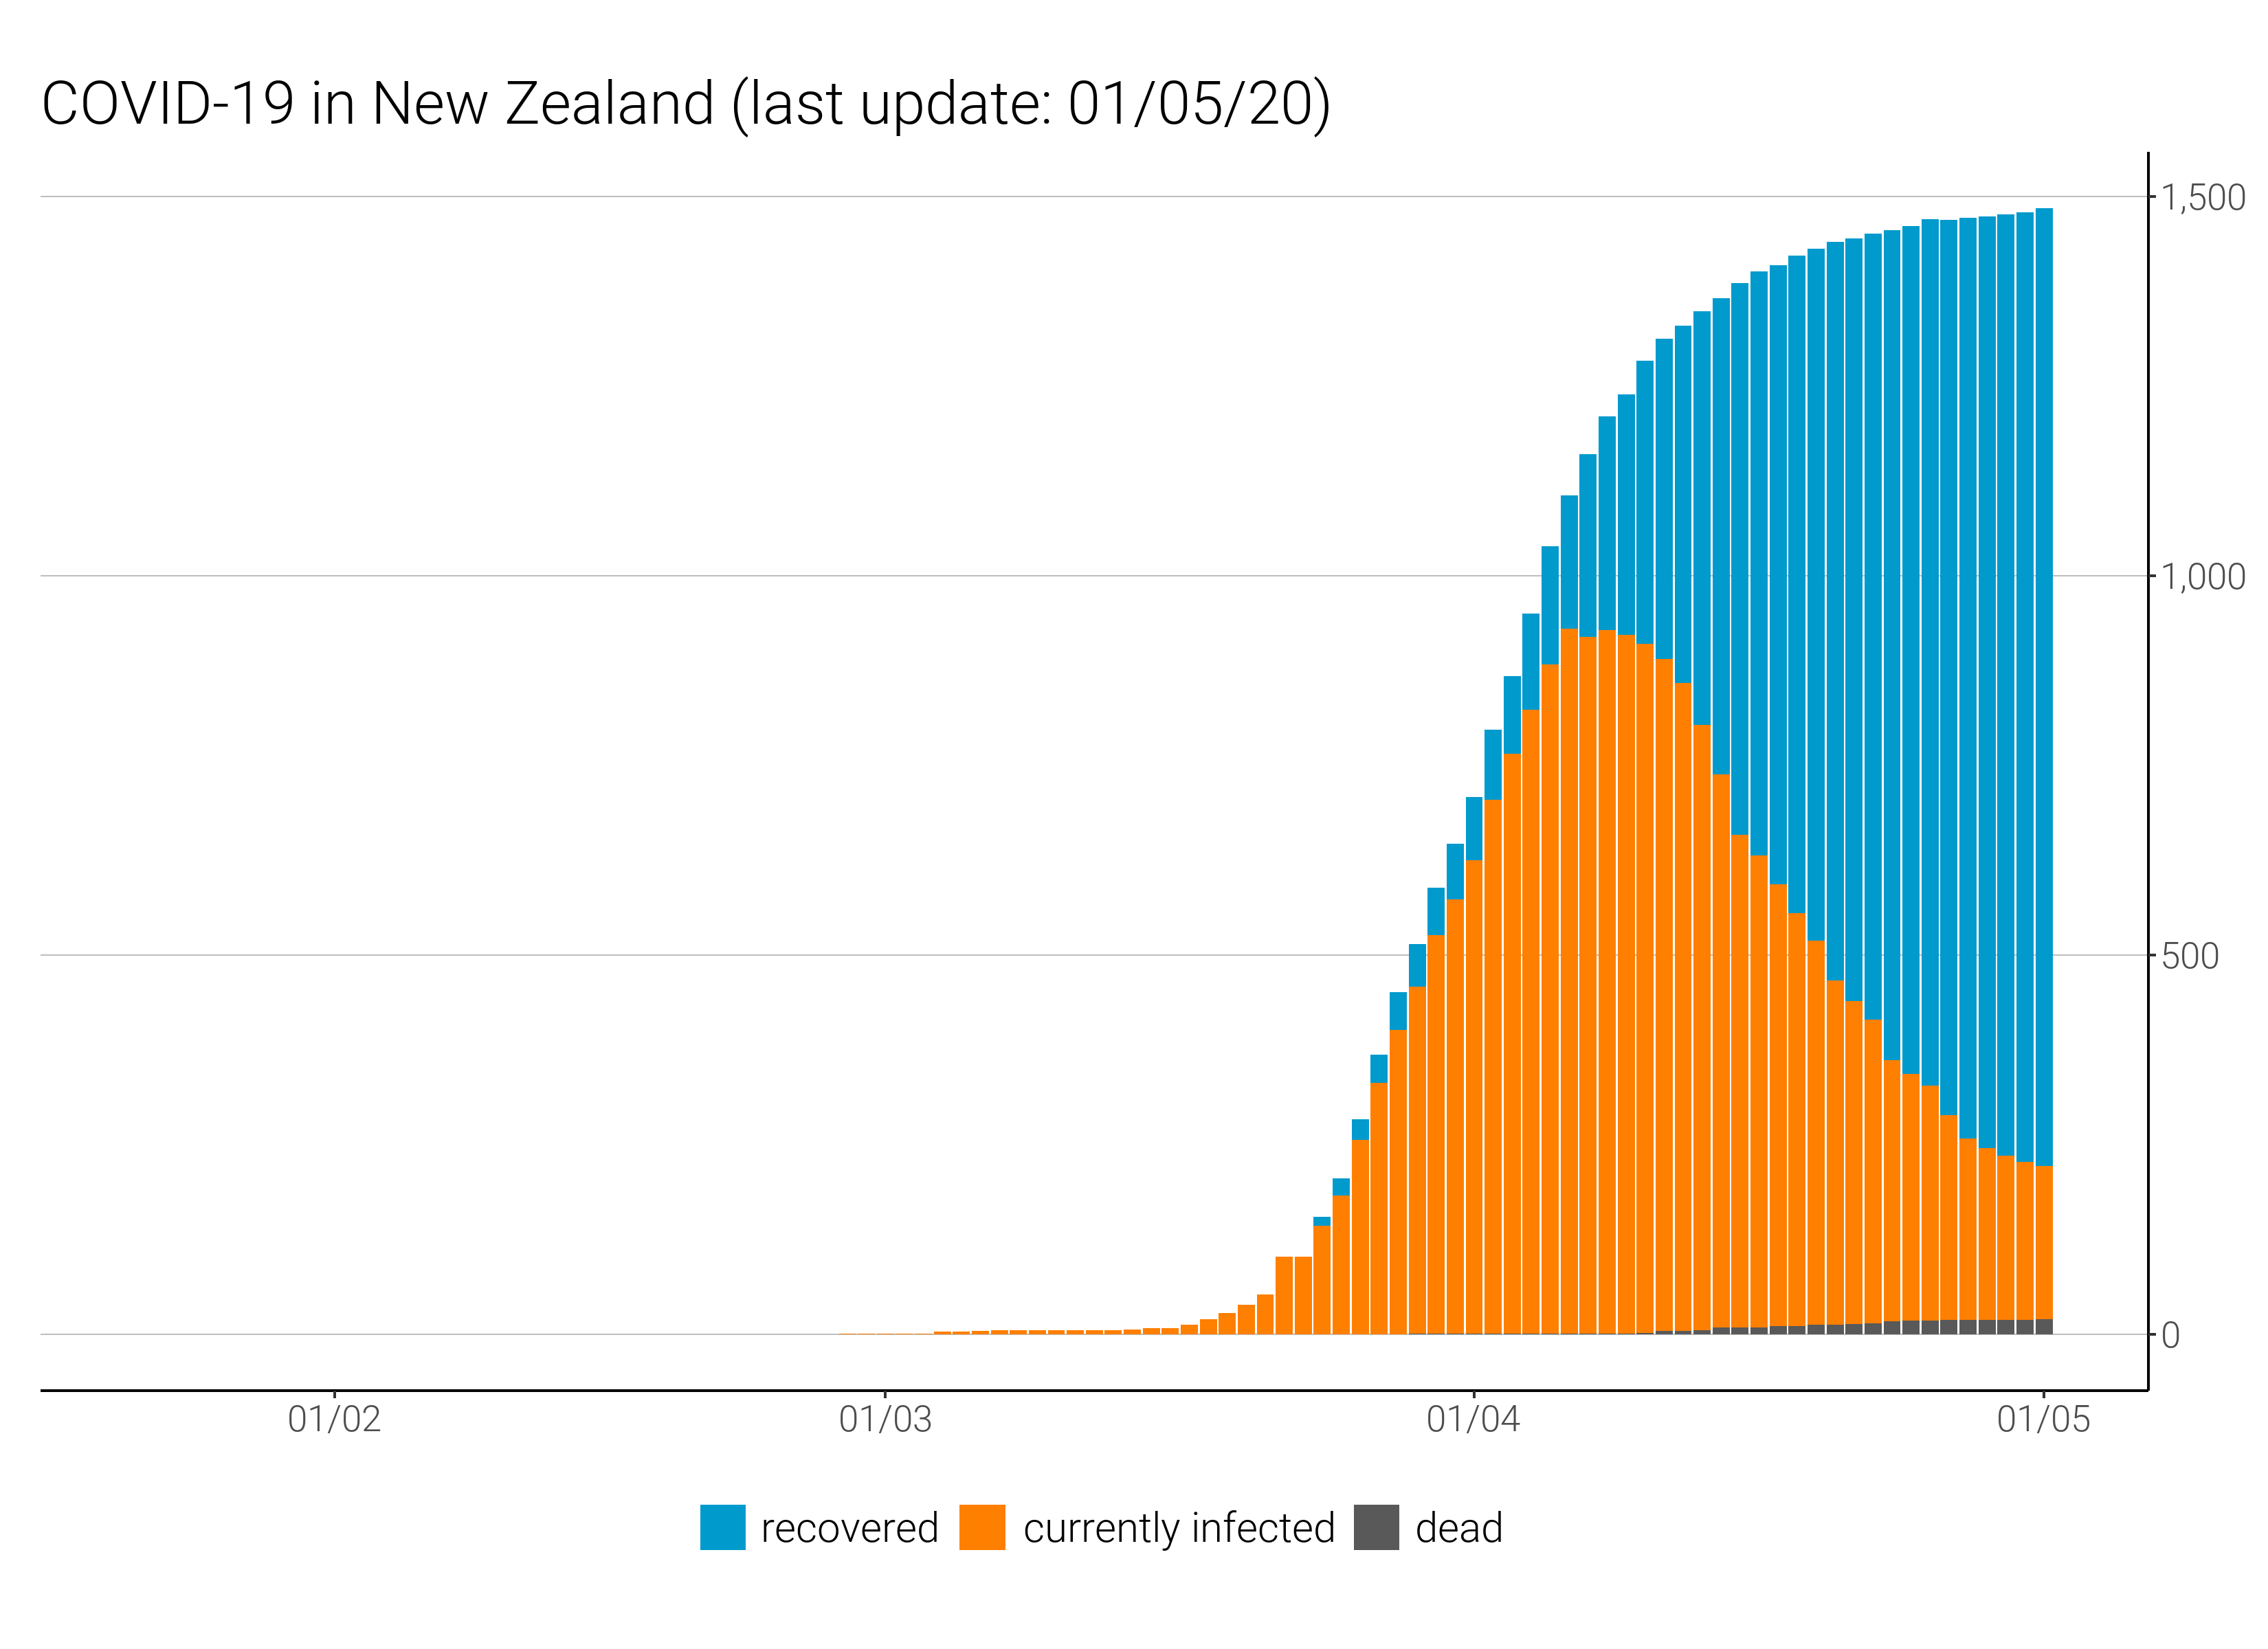 COVID-19 in New Zealand (last update: 01/05/20)
1,500
1,000
500
0
01/02 01/03 01/04 01/05
recovered currently infected dead